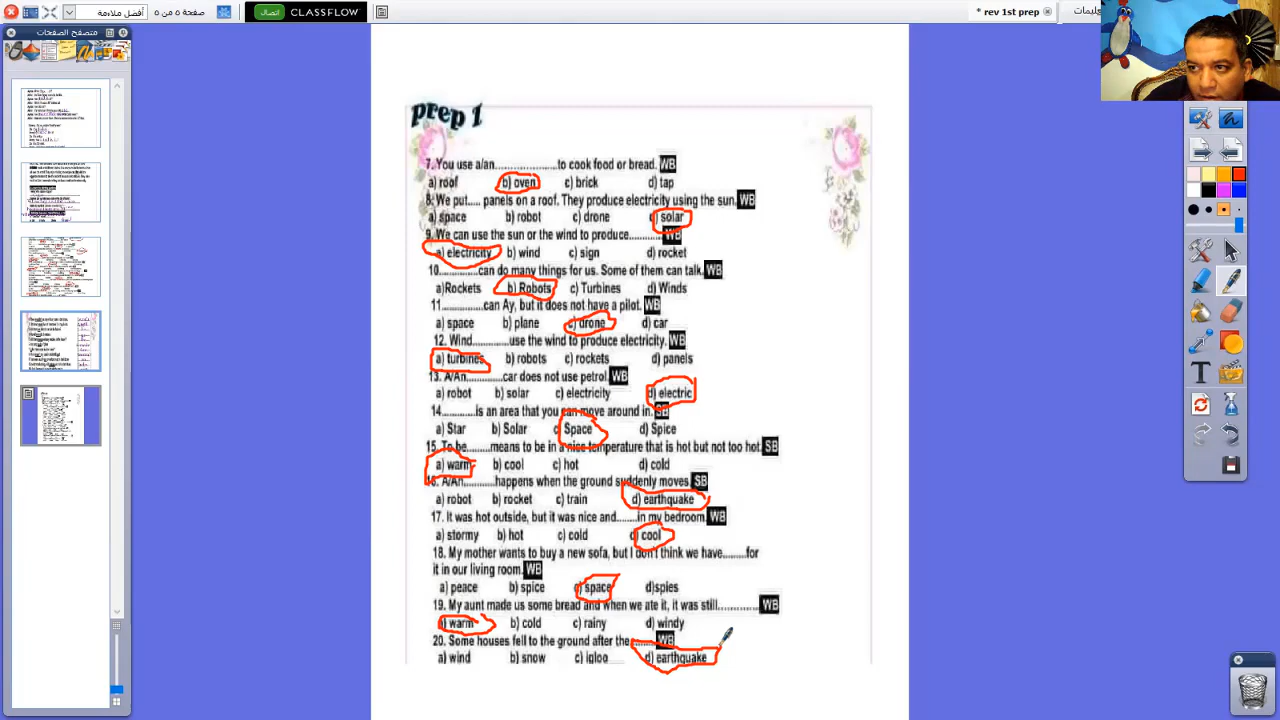 صفحة ٥ من ٥
أفضل ملاءمة
اتصال CLASSFLOW
* rev 1st prep
تعليمات
متصفح الصفحات
prep 1
7. You use a/an....................to cook food or bread. WB
a) roof b) oven c) brick d) tap
8. We put..... panels on a roof. They produce electricity using the sun. WB
a) space b) robot c) drone d) solar
9. We can use the sun or the wind to produce........... WB
a) electricity b) wind c) sign d) rocket
10.............can do many things for us. Some of them can talk. WB
a)Rockets b) Robots c) Turbines d) Winds
11.............. can Ay, but it does not have a pilot. WB
a) space b) plane c) drone d) car
12. Wind............use the wind to produce electricity. WB
a) turbines b) robots c) rockets d) panels
13. A/An............car does not use petrol. WB
a) robot b) solar c) electricity d) electric
14............is an area that you can move around in. SB
a) Star b) Solar c) Space d) Spice
15. To be.........means to be in a nice temperature that is hot but not too hot. SB
a) warm b) cool c) hot d) cold
16. A/An..........happens when the ground suddenly moves. SB
a) robot b) rocket c) train d) earthquake
17. It was hot outside, but it was nice and.......in my bedroom. WB
a) stormy b) hot c) cold d) cool
18. My mother wants to buy a new sofa, but I don't think we have........for
it in our living room. WB
a) peace b) spice c) space d)spies
19. My aunt made us some bread and when we ate it, it was still.............. WB
a) warm b) cold c) rainy d) windy
20. Some houses fell to the ground after the ....... WB
a) wind b) snow c) igloo d) earthquake